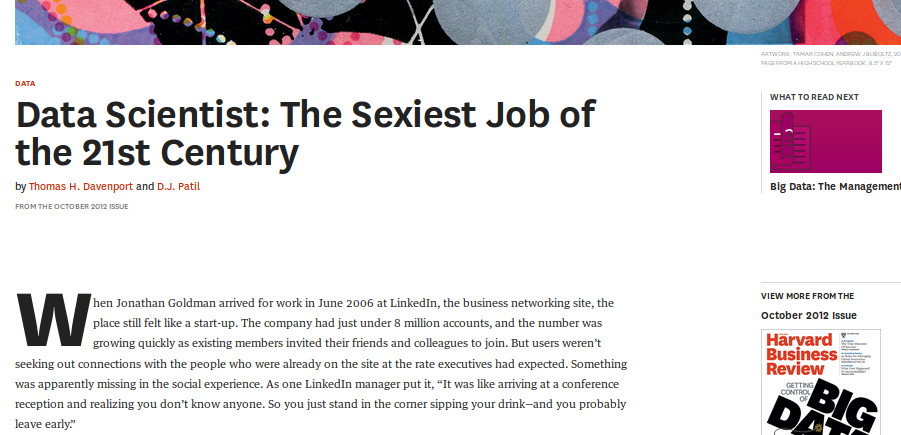 ARTWORK: TAMAR COHEN, ANDREW J BUBOLTZ, 20
PAGE FROM A HIGH SCHOOL YEARBOOK, 8.5" X 12"
DATA
Data Scientist: The Sexiest Job of
the 21st Century
by Thomas H. Davenport and D.J. Patil
FROM THE OCTOBER 2012 ISSUE
WHAT TO READ NEXT
Big Data: The Management
When Jonathan Goldman arrived for work in June 2006 at LinkedIn, the business networking site, the
place still felt like a start-up. The company had just under 8 million accounts, and the number was
growing quickly as existing members invited their friends and colleagues to join. But users weren’t
seeking out connections with the people who were already on the site at the rate executives had expected. Something
was apparently missing in the social experience. As one LinkedIn manager put it, “It was like arriving at a conference
reception and realizing you don’t know anyone. So you just stand in the corner sipping your drink—and you probably
leave early.”
VIEW MORE FROM THE
October 2012 Issue
Harvard
Business
Review
GETTING
CONTROL
OF
BIG
DATA